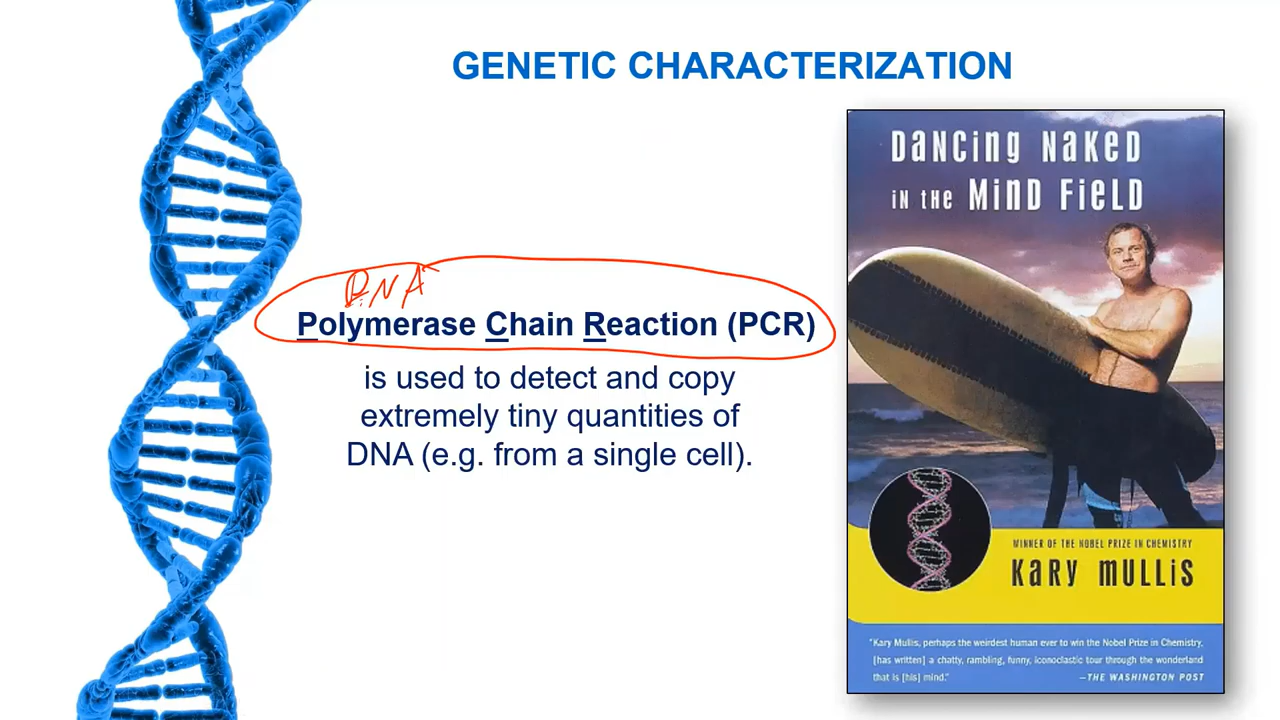 GENETIC CHARACTERIZATION
DNA
Polymerase Chain Reaction (PCR)
is used to detect and copy
extremely tiny quantities of
DNA (e.g. from a single cell).
DaNCing NaKED
iN tHe MiND FiELD
WINNER OF THE NOBEL PRIZE IN CHEMISTRY
KaRy MULLiS
"Kary Mullis, perhaps the weirdest human ever to win the Nobel Prize in Chemistry,
[has written] a chatty, rambling, funny, iconoclastic tour through the wonderland
that is [his] mind."  —THE WASHINGTON POST